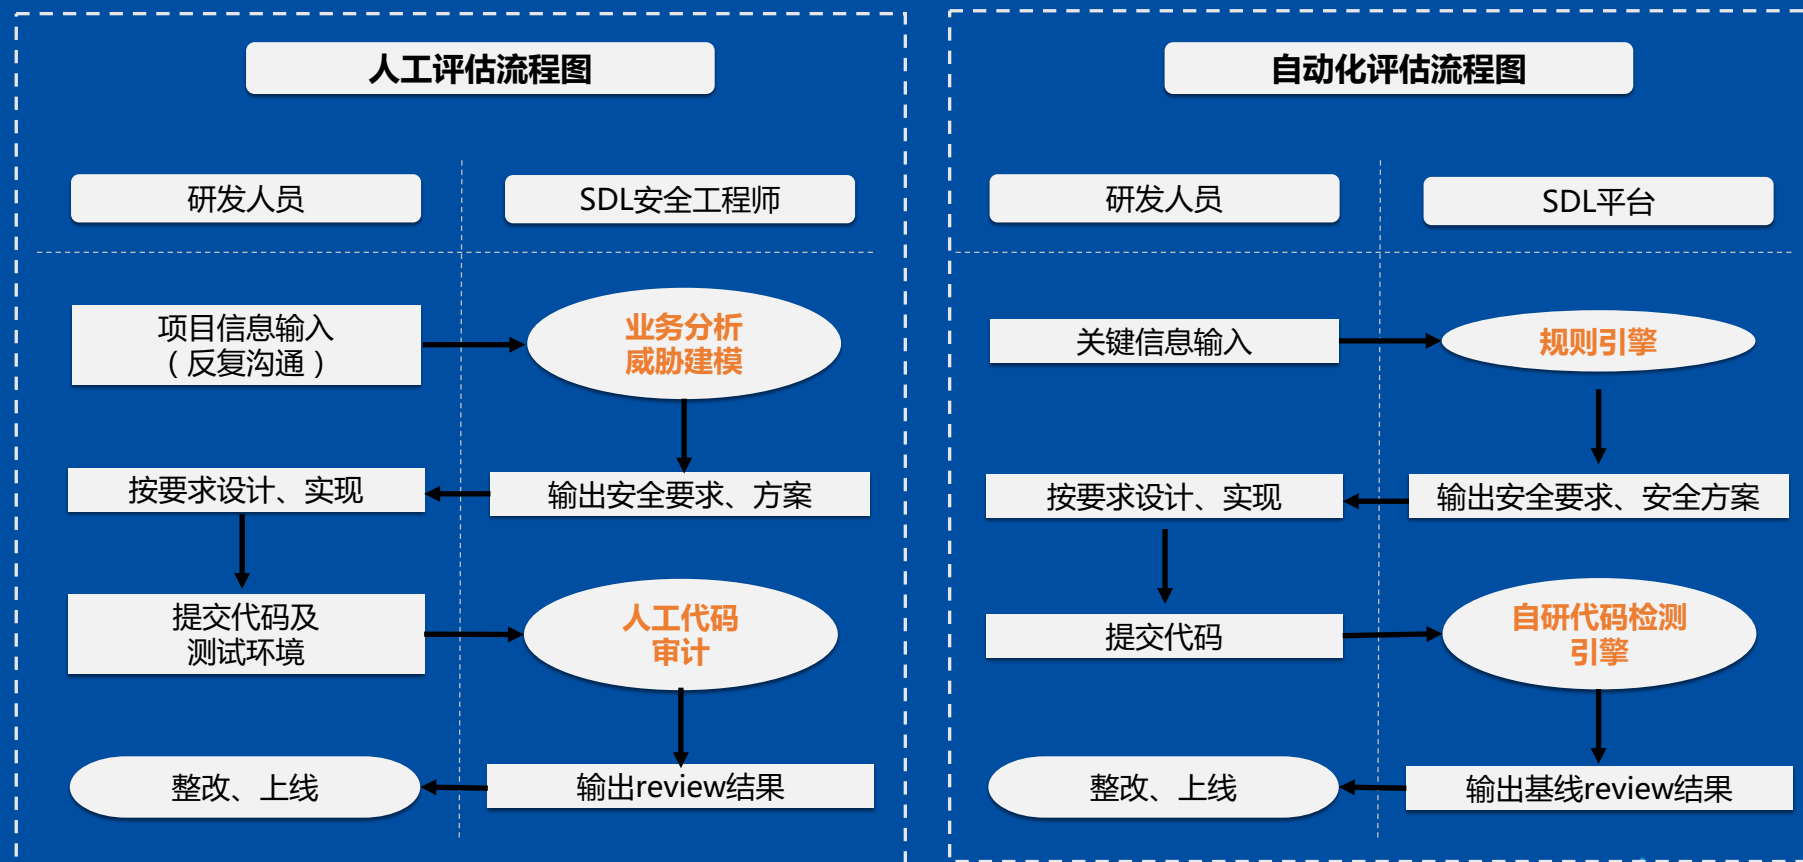 人工评估流程图
研发人员
SDL安全工程师
项目信息输入
（反复沟通）
业务分析
威胁建模
按要求设计、实现
输出安全要求、方案
提交代码及
测试环境
人工代码
审计
整改、上线
输出review结果
自动化评估流程图
研发人员
SDL平台
关键信息输入
规则引擎
按要求设计、实现
输出安全要求、安全方案
提交代码
自研代码检测
引擎
整改、上线
输出基线review结果